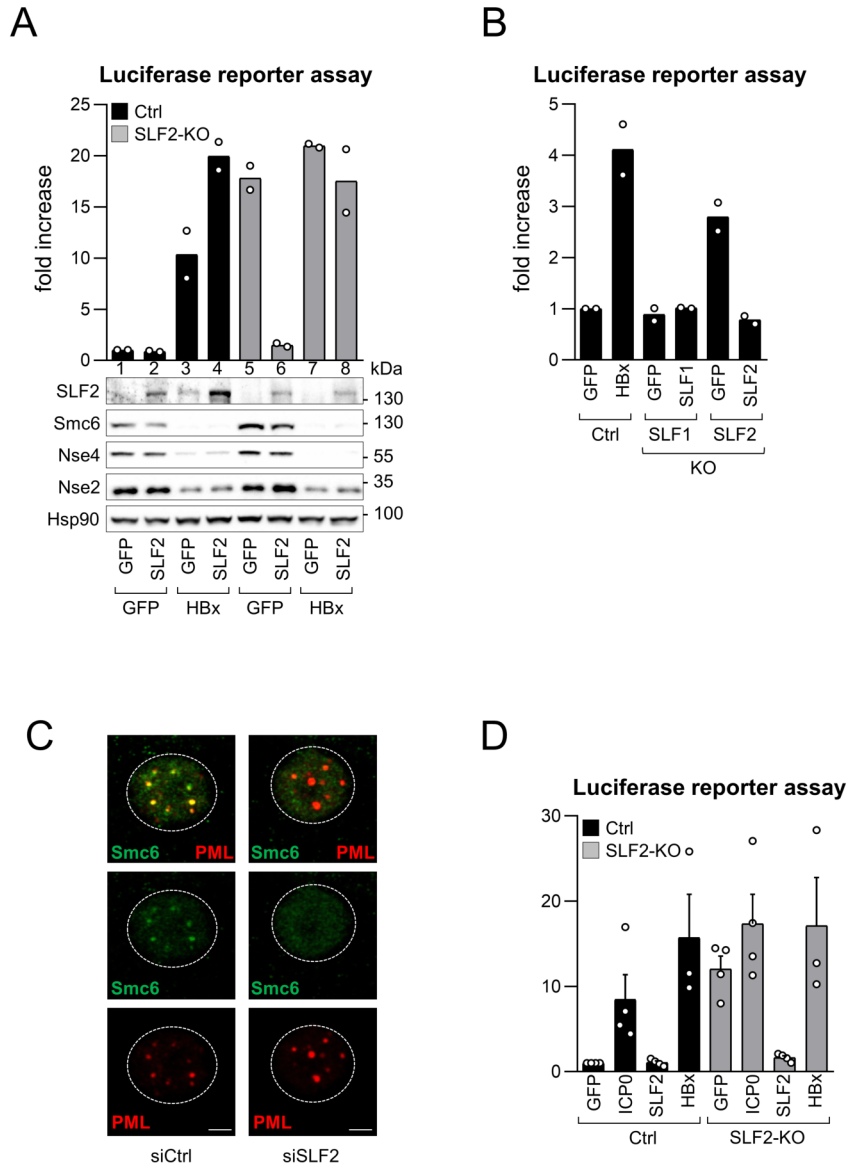 A
Luciferase reporter assay
Ctrl
SLF2-KO
fold increase
25
20
15
10
5
0
1 2 3 4 5 6 7 8 kDa
SLF2 130
Smc6 130
Nse4 55
Nse2 35
Hsp90 100
GFP SLF2 GFP SLF2 GFP SLF2 GFP SLF2
GFP HBx GFP HBx
B
Luciferase reporter assay
fold increase
5
4
3
2
1
0
GFP HBx GFP SLF1 GFP SLF2
Ctrl SLF1 SLF2
KO
C
Smc6 PML Smc6 PML
Smc6 Smc6
PML PML
siCtrl siSLF2
D
Luciferase reporter assay
Ctrl
SLF2-KO
fold increase
30
20
10
0
GFP ICP0 SLF2 HBx GFP ICP0 SLF2 HBx
Ctrl SLF2-KO